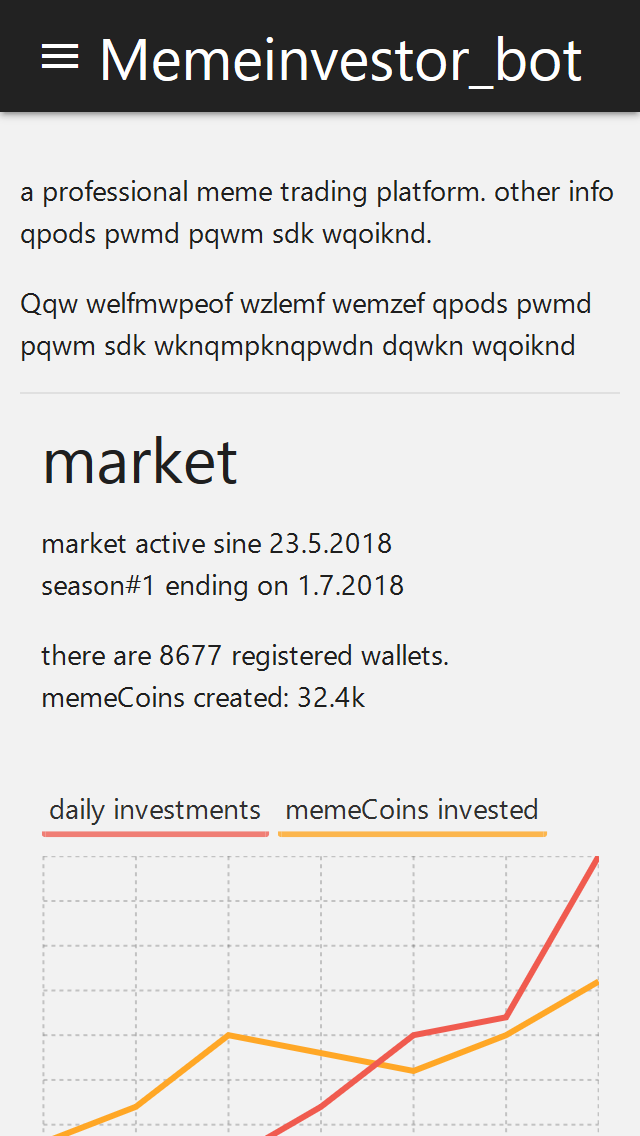 Memeinvestor_bot
a professional meme trading platform. other info
qpods pwmd pqwm sdk wqoiknd.
Qqw welfmwpeof wzlemf wemzef qpods pwmd
pqwm sdk wknqmpknqpwdn dqwkn wqoiknd
market
market active sine 23.5.2018
season#1 ending on 1.7.2018
there are 8677 registered wallets.
memeCoins created: 32.4k
daily investments memeCoins invested